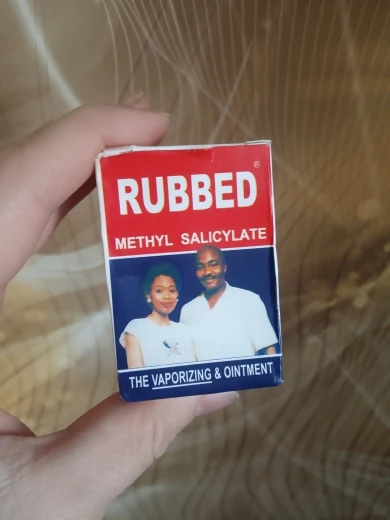 ®
RUBBED
METHYL SALICYLATE
THE VAPORIZING & OINTMENT